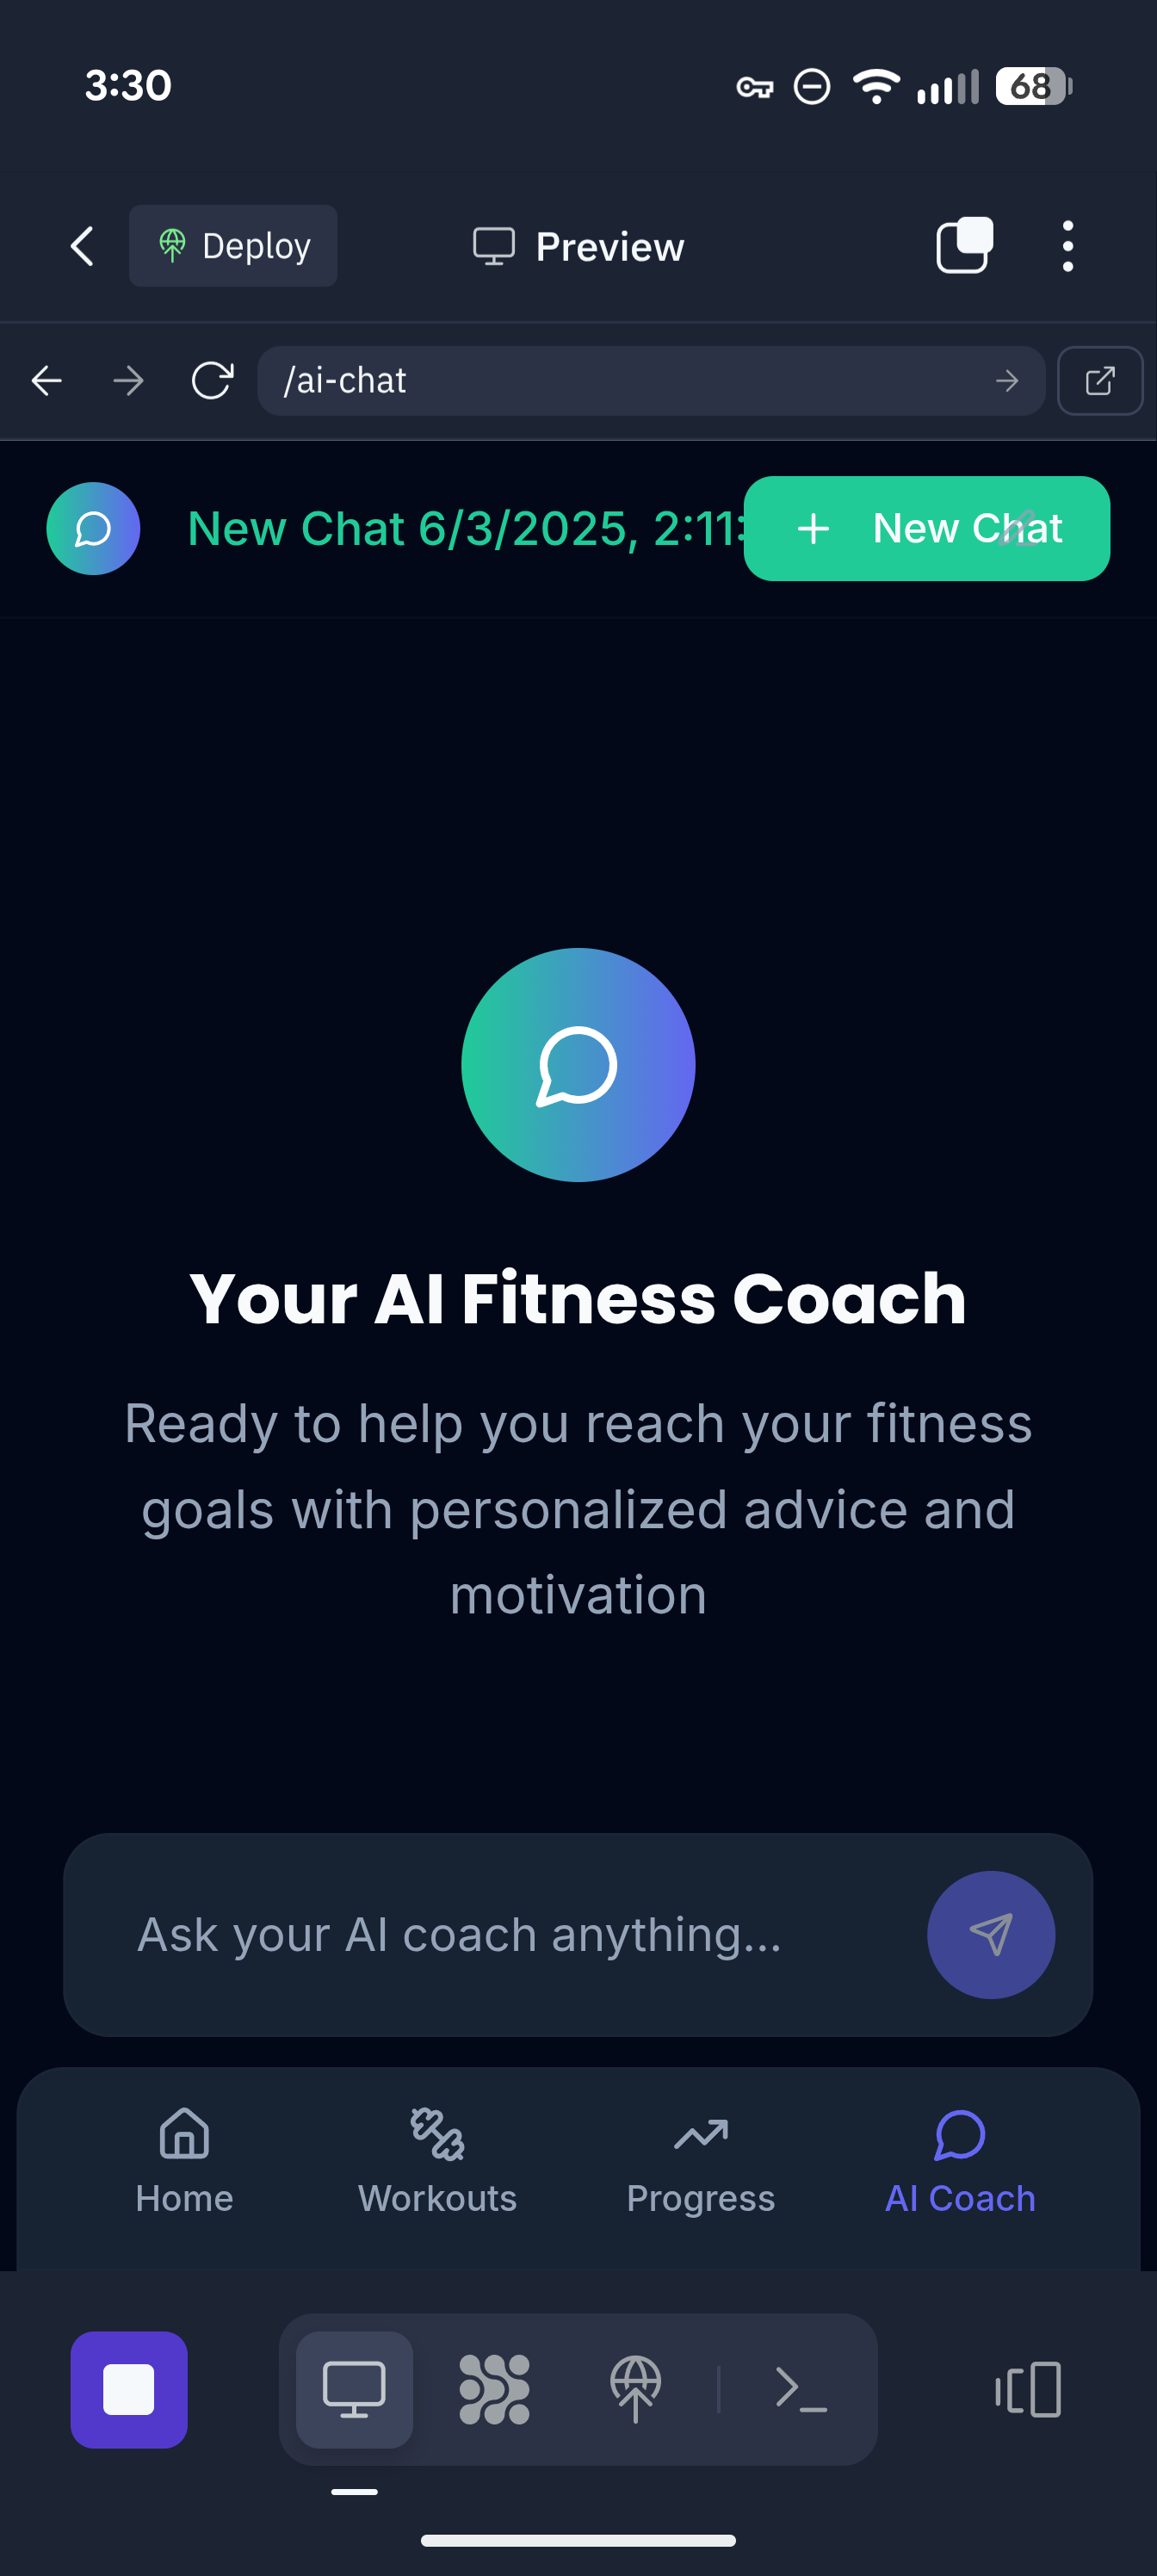 3:30
68
Deploy
Preview
/ai-chat
New Chat 6/3/2025, 2:11:
New Chat
Your AI Fitness Coach
Ready to help you reach your fitness
goals with personalized advice and
motivation
Ask your AI coach anything...
Home
Workouts
Progress
AI Coach